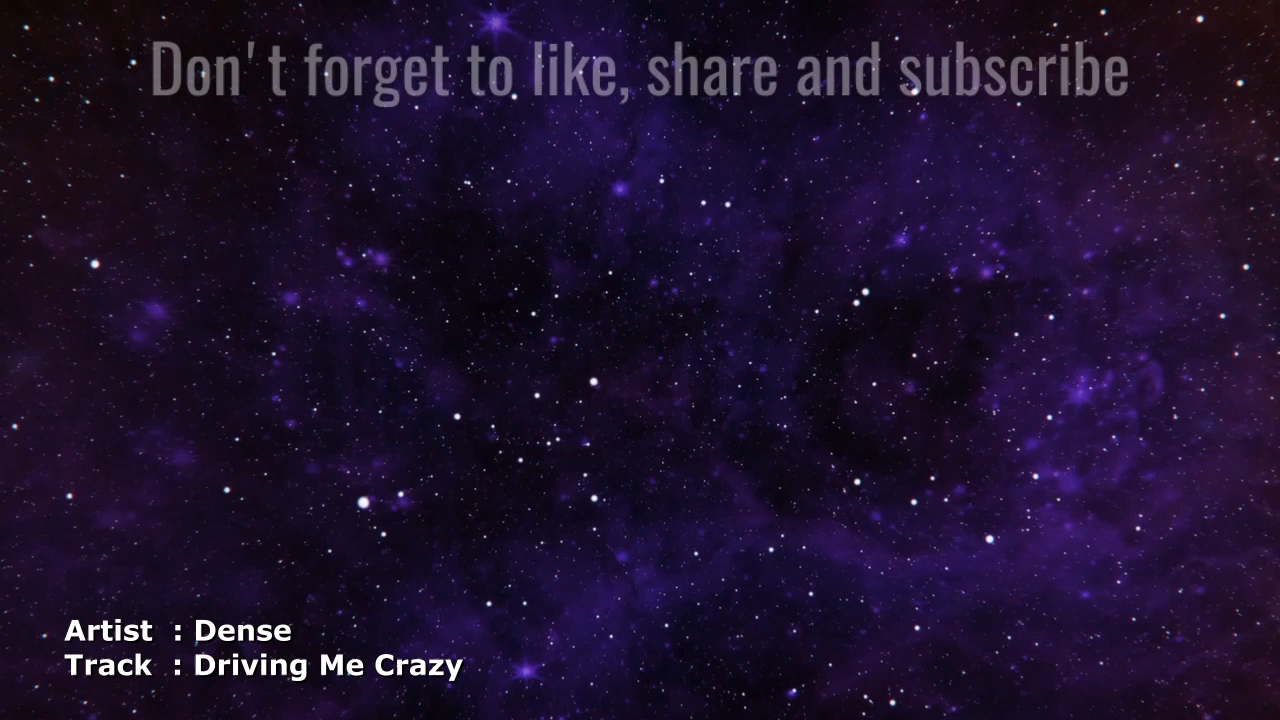 Don't forget to like, share and subscribe
Artist : Dense
Track : Driving Me Crazy